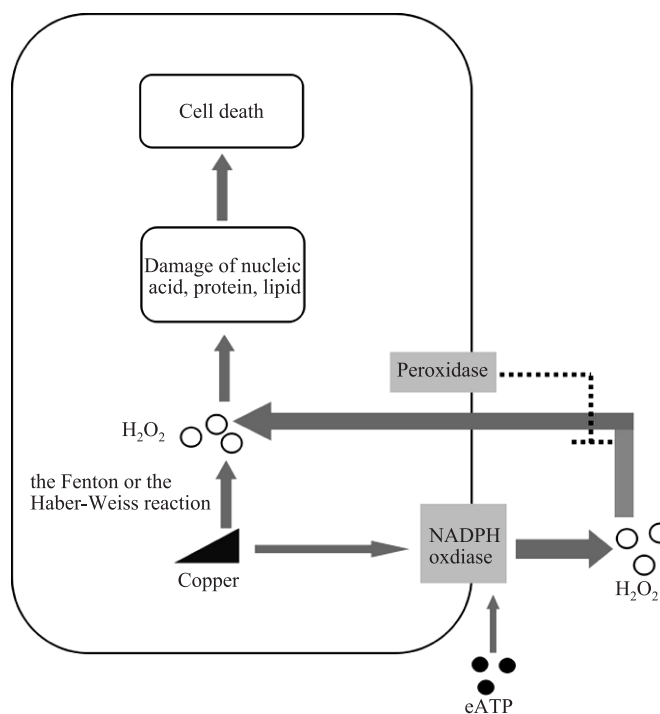 Cell death
Damage of nucleic
acid, protein, lipid
Peroxidase
H₂O₂
the Fenton or the
Haber-Weiss reaction
NADPH
oxdiase
Copper
H₂O₂
eATP